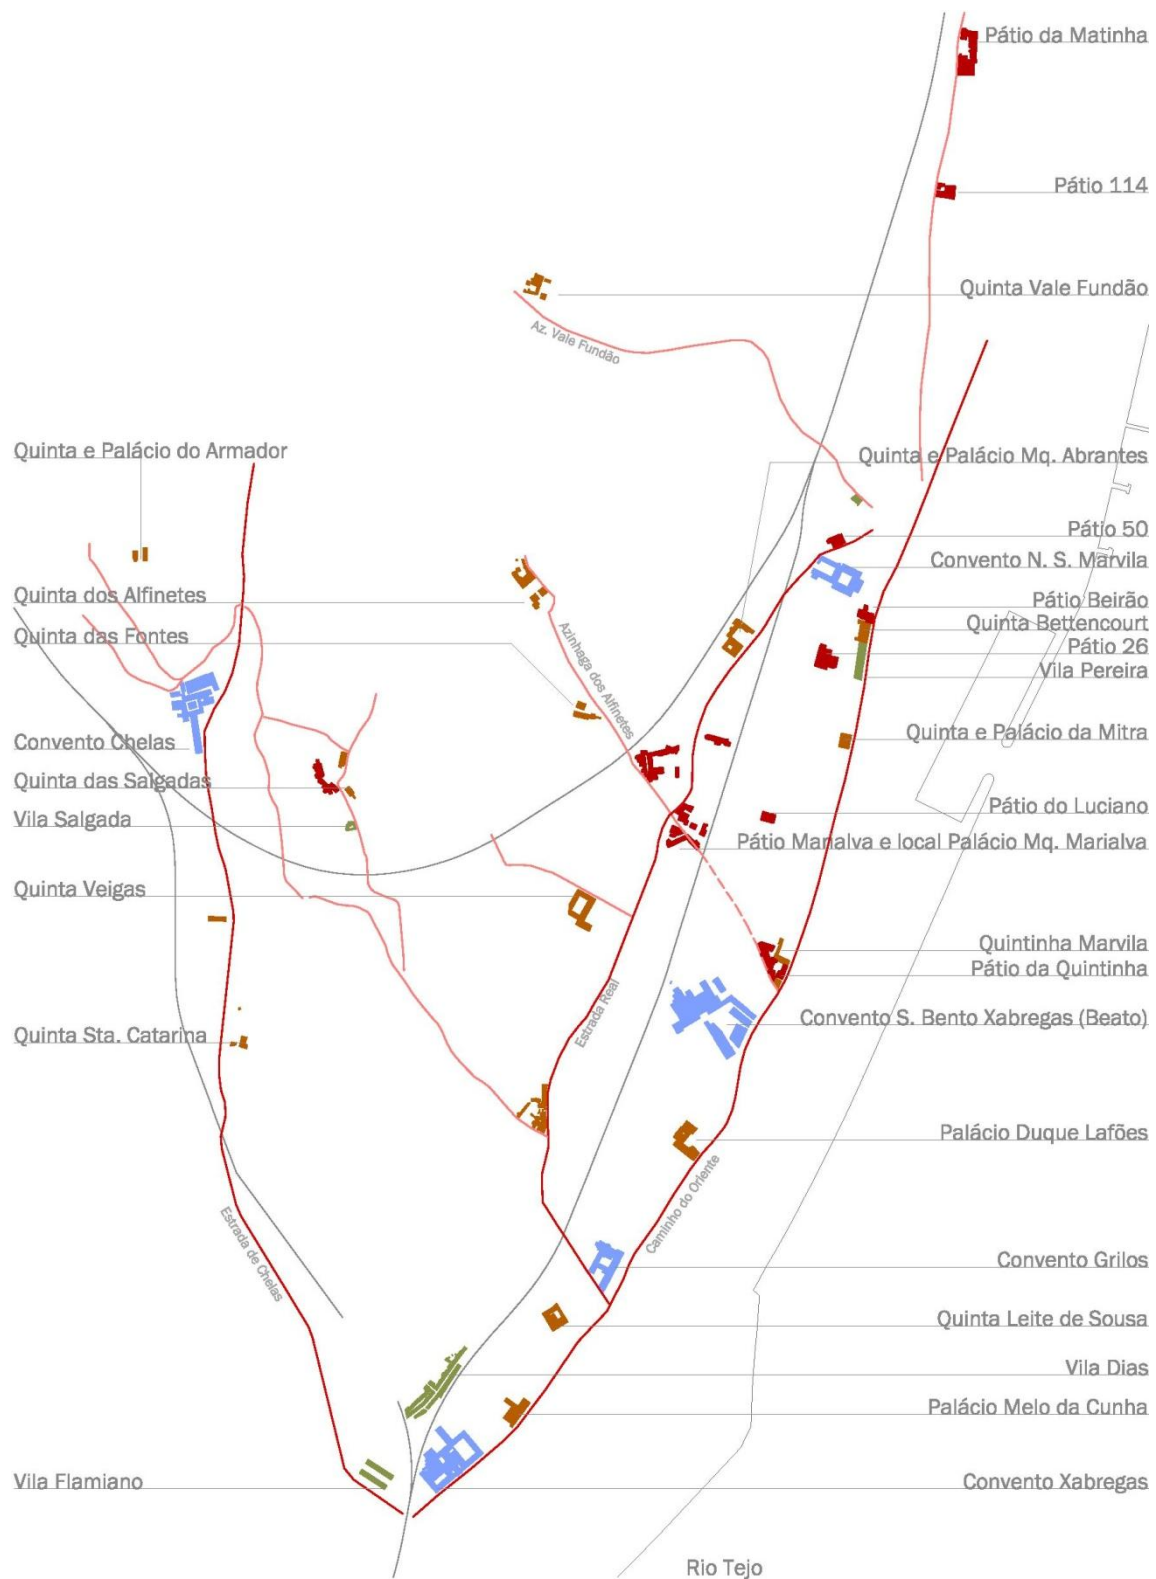 Pátio da Matinha
Pátio 114
Quinta Vale Fundão
Az. Vale Fundão
Quinta e Palácio do Armador
Quinta e Palácio Mq. Abrantes
Pátio 50
Convento N. S. Marvila
Quinta dos Alfinetes
Pátio Beirão
Quinta Bettencourt
Quinta das Fontes
Azinhaga dos Alfinetes
Pátio 26
Vila Pereira
Convento Chelas
Quinta e Palácio da Mitra
Quinta das Salgadas
Pátio do Luciano
Vila Salgada
Pátio Marialva e local Palácio Mq. Marialva
Quinta Veigas
Quintinha Marvila
Pátio da Quintinha
Estrada Real
Convento S. Bento Xabregas (Beato)
Quinta Sta. Catarina
Palácio Duque Lafões
Caminho do Oriente
Estrada de Chelas
Convento Grilos
Quinta Leite de Sousa
Vila Dias
Palácio Melo da Cunha
Vila Flamiano
Convento Xabregas
Rio Tejo